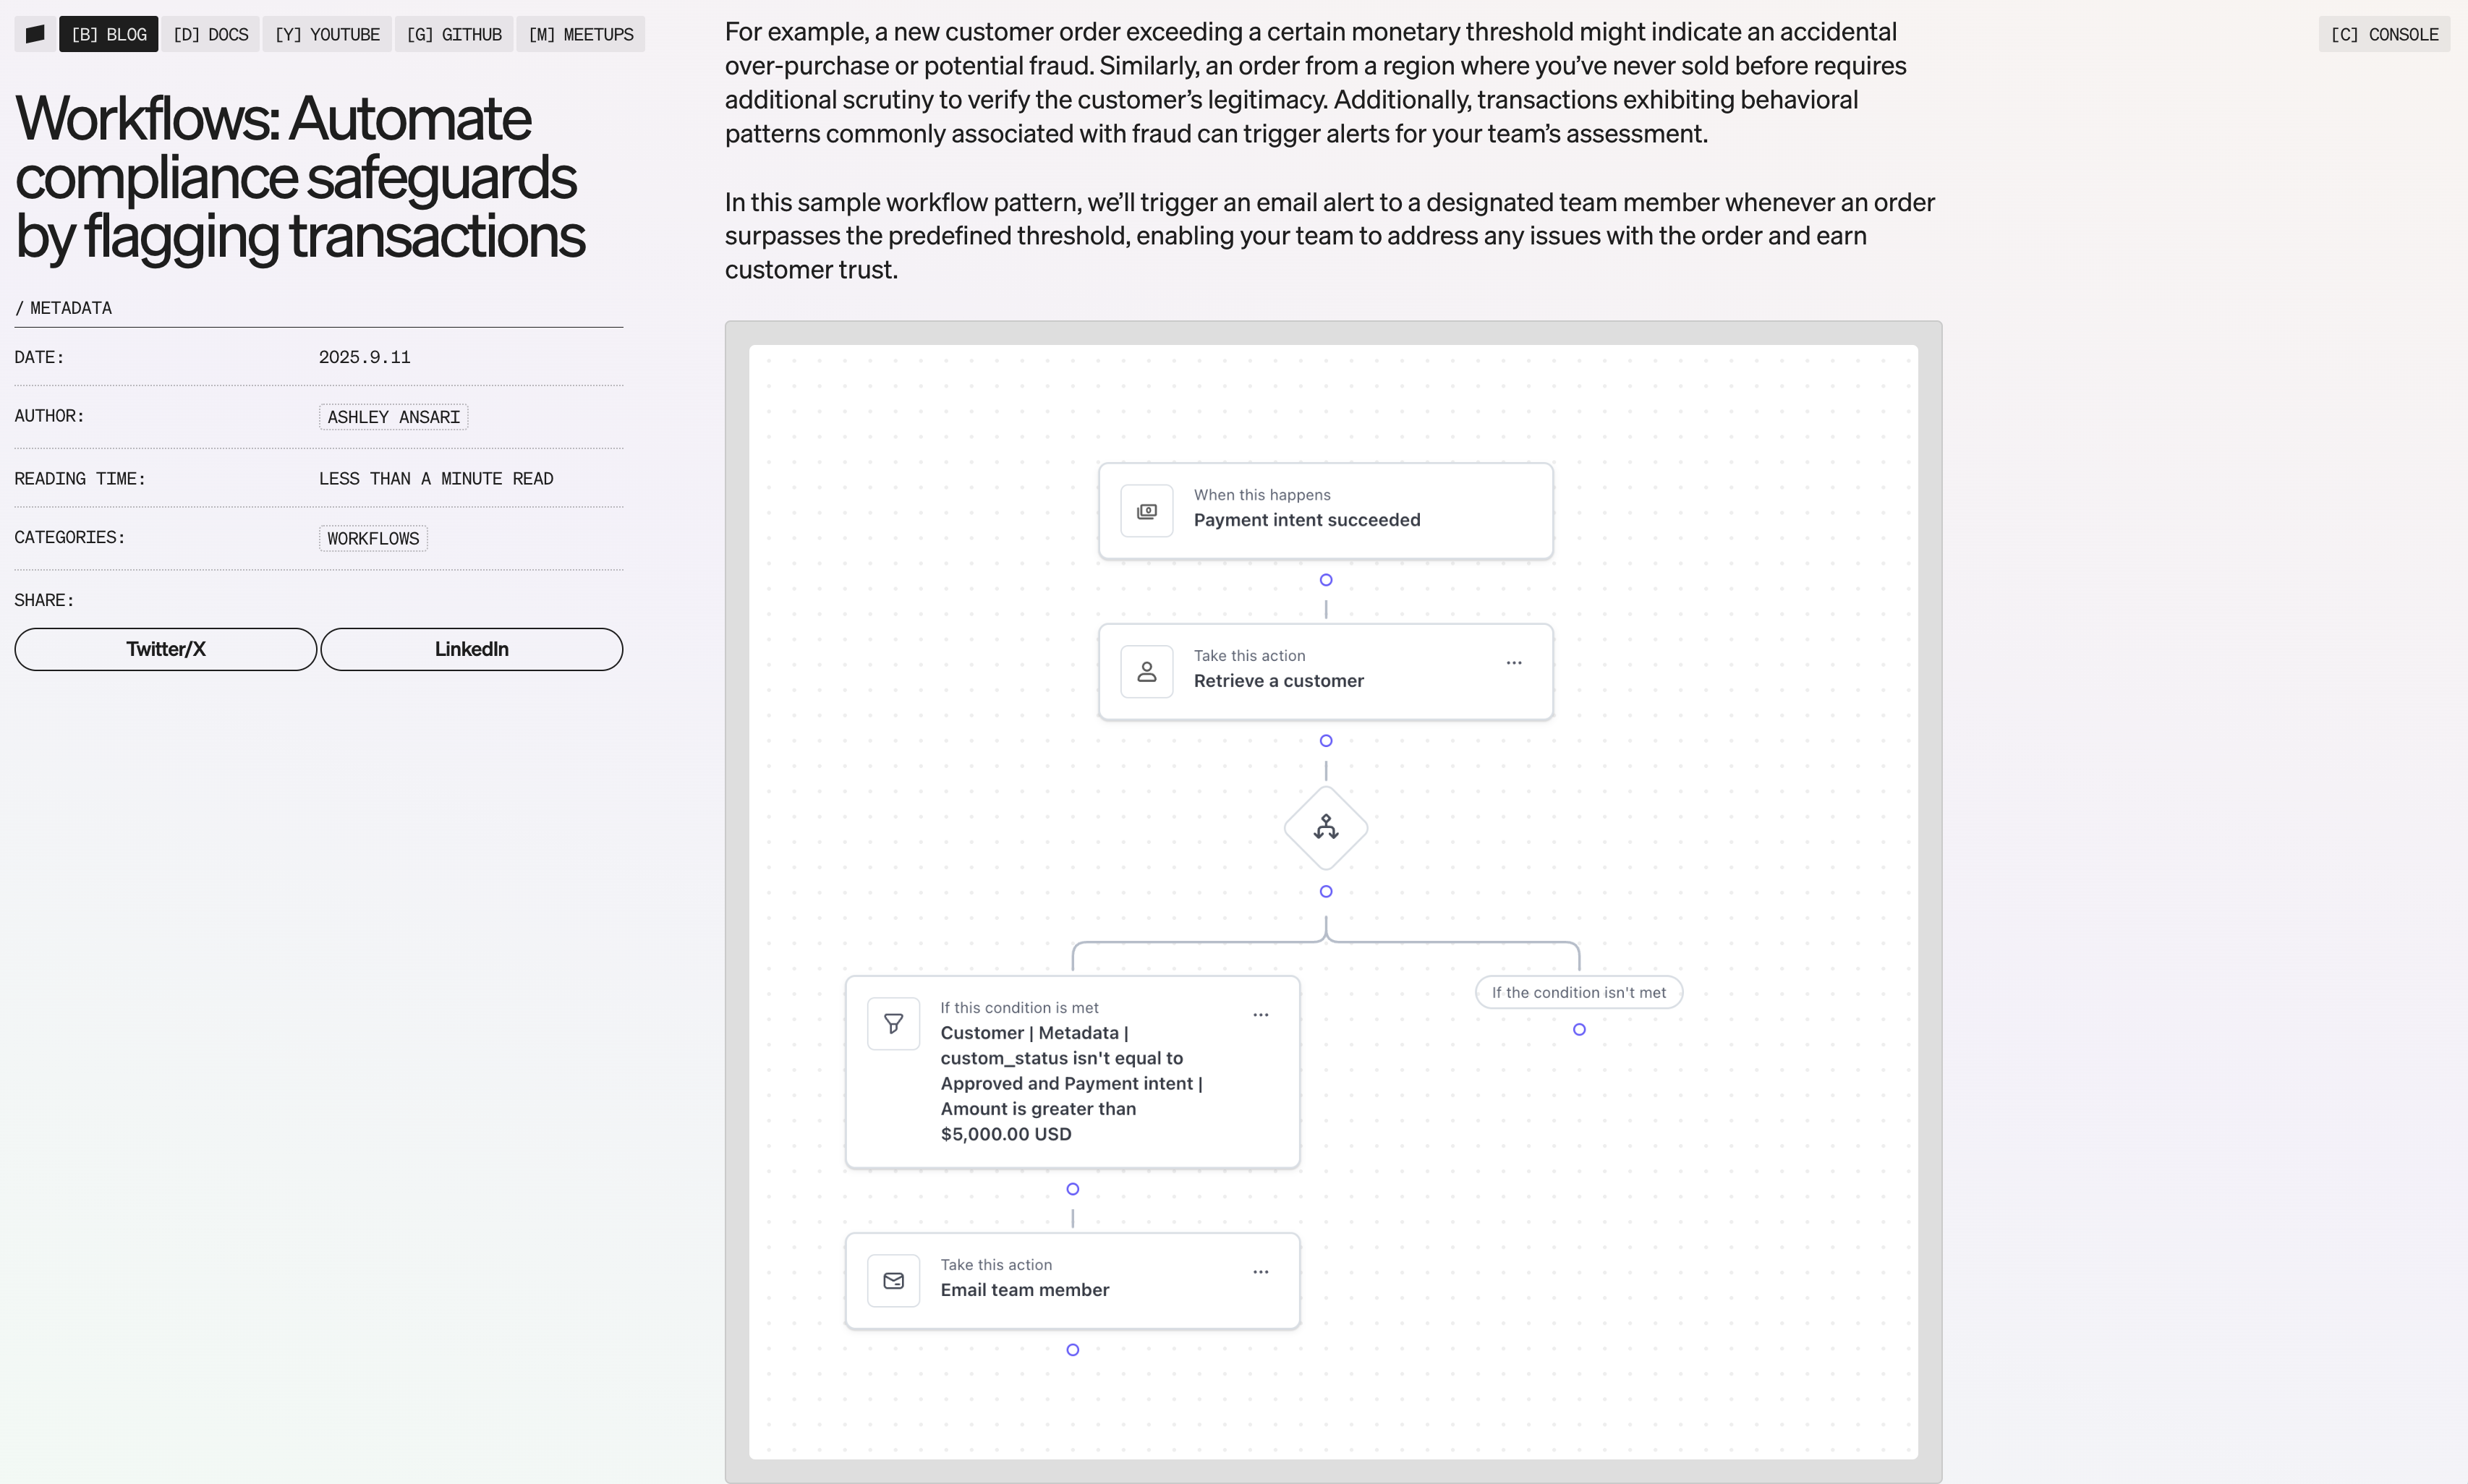 [B] BLOG
[D] DOCS
[Y] YOUTUBE
[G] GITHUB
[M] MEETUPS
[C] CONSOLE
Workflows: Automate
compliance safeguards
by flagging transactions
/ METADATA
DATE: 2025.9.11
AUTHOR: ASHLEY ANSARI
READING TIME: LESS THAN A MINUTE READ
CATEGORIES: WORKFLOWS
SHARE:
Twitter/X
LinkedIn
For example, a new customer order exceeding a certain monetary threshold might indicate an accidental
over-purchase or potential fraud. Similarly, an order from a region where you’ve never sold before requires
additional scrutiny to verify the customer’s legitimacy. Additionally, transactions exhibiting behavioral
patterns commonly associated with fraud can trigger alerts for your team’s assessment.
In this sample workflow pattern, we’ll trigger an email alert to a designated team member whenever an order
surpasses the predefined threshold, enabling your team to address any issues with the order and earn
customer trust.
When this happens
Payment intent succeeded
Take this action
Retrieve a customer
If this condition is met
Customer | Metadata |
custom_status isn't equal to
Approved and Payment intent |
Amount is greater than
$5,000.00 USD
If the condition isn't met
Take this action
Email team member